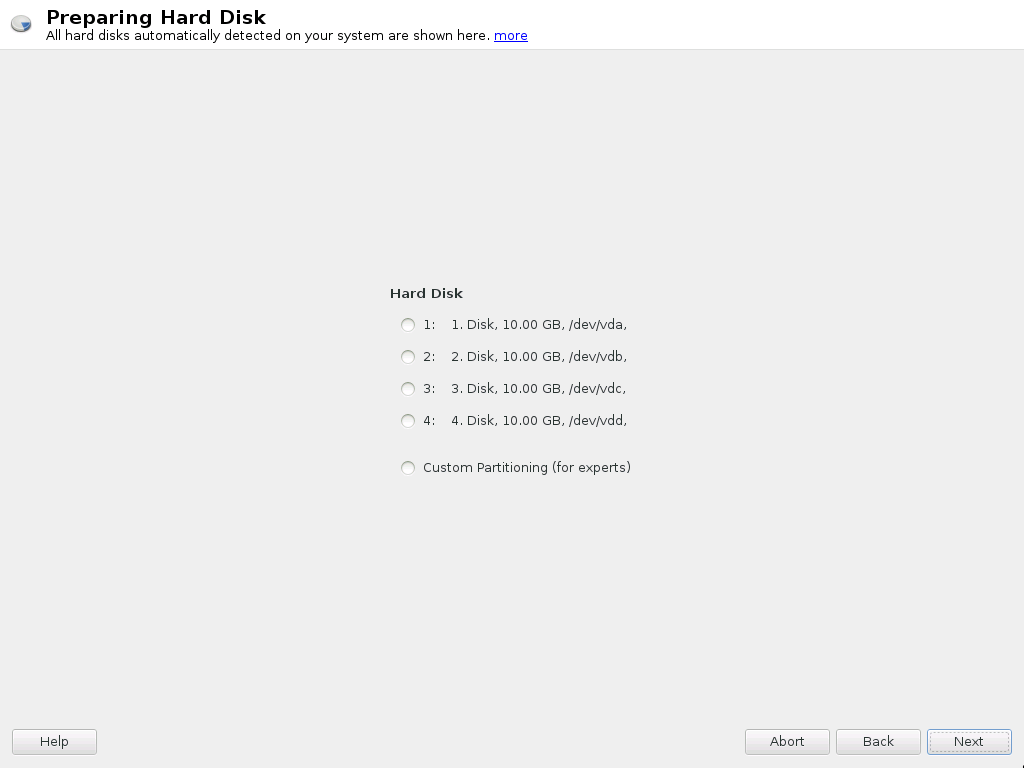 Preparing Hard Disk
All hard disks automatically detected on your system are shown here. more
Hard Disk
1: 1. Disk, 10.00 GB, /dev/vda,
2: 2. Disk, 10.00 GB, /dev/vdb,
3: 3. Disk, 10.00 GB, /dev/vdc,
4: 4. Disk, 10.00 GB, /dev/vdd,
Custom Partitioning (for experts)
Help Abort Back Next